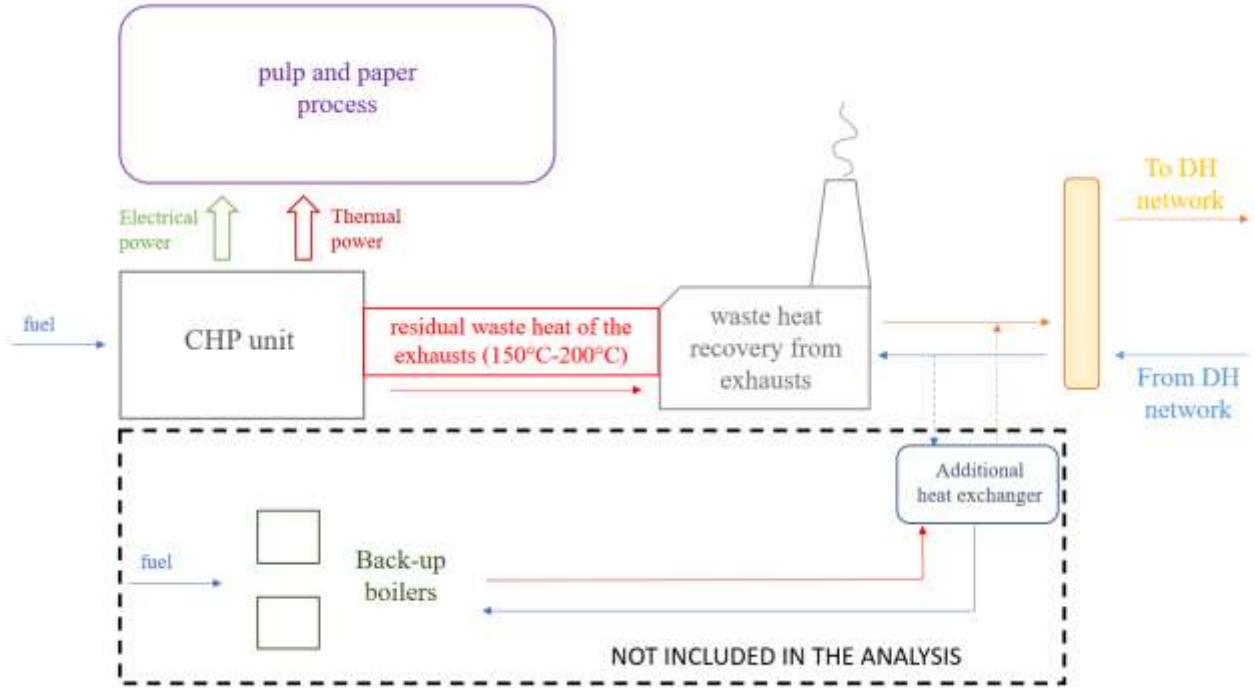 pulp and paper
process
Electrical
power
Thermal
power
To DH
network
fuel
CHP unit
residual waste heat of the
exhausts (150°C-200°C)
waste heat
recovery from
exhausts
From DH
network
Additional
heat exchanger
fuel
Back-up
boilers
NOT INCLUDED IN THE ANALYSIS